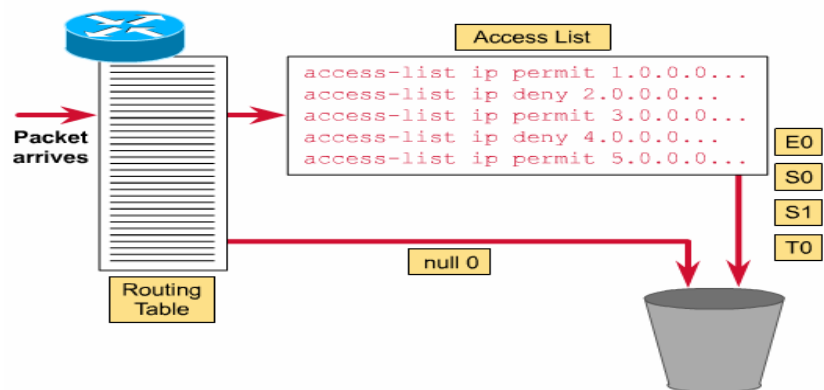 Access List
access-list ip permit 1.0.0.0...
access-list ip deny 2.0.0.0...
access-list ip permit 3.0.0.0...
access-list ip deny 4.0.0.0...
access-list ip permit 5.0.0.0...
Packet
arrives
E0
S0
S1
T0
null 0
Routing
Table